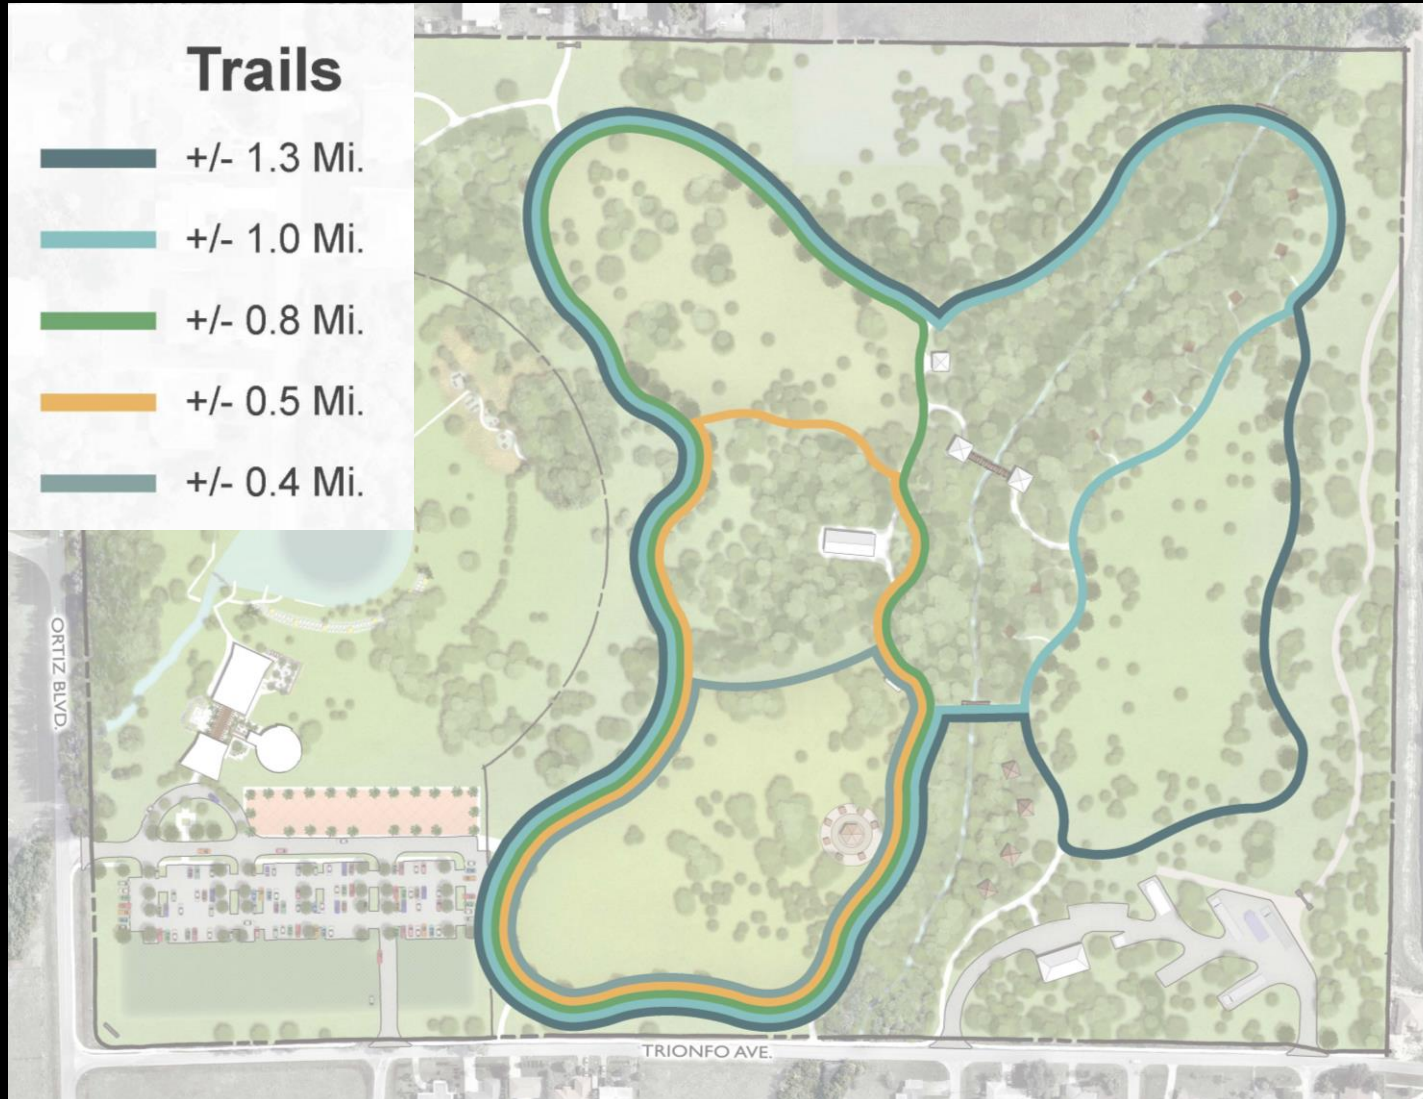 Trails
+/- 1.3 Mi.
+/- 1.0 Mi.
+/- 0.8 Mi.
+/- 0.5 Mi.
+/- 0.4 Mi.
ORTIZ BLVD.
TRIONFO AVE.